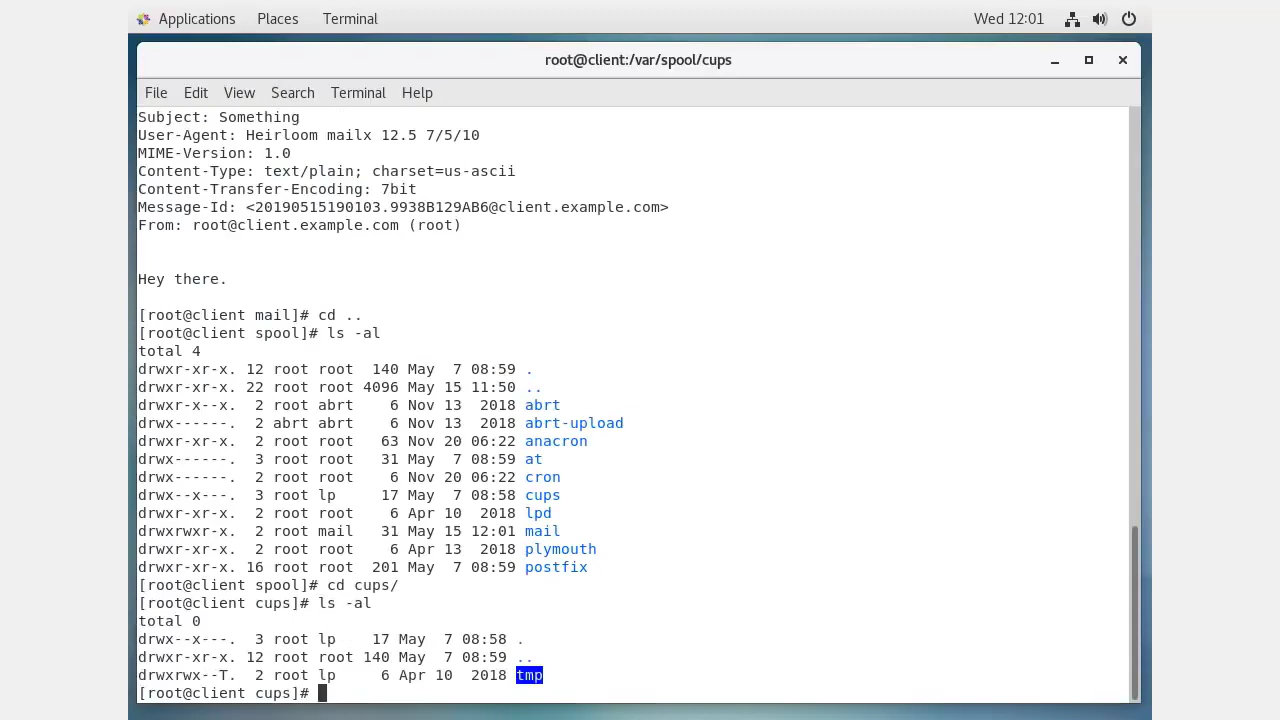 Applications Places Terminal Wed 12:01
root@client:/var/spool/cups
File Edit View Search Terminal Help
Subject: Something
User-Agent: Heirloom mailx 12.5 7/5/10
MIME-Version: 1.0
Content-Type: text/plain; charset=us-ascii
Content-Transfer-Encoding: 7bit
Message-Id: <20190515190103.9938B129AB6@client.example.com>
From: root@client.example.com (root)
Hey there.
[root@client mail]# cd ..
[root@client spool]# ls -al
total 4
drwxr-xr-x. 12 root root  140 May  7 08:59 .
drwxr-xr-x. 22 root root 4096 May 15 11:50 ..
drwxr-x--x.  2 root abrt    6 Nov 13  2018 abrt
drwx------.  2 abrt abrt    6 Nov 13  2018 abrt-upload
drwxr-xr-x.  2 root root   63 Nov 20 06:22 anacron
drwx------.  3 root root   31 May  7 08:59 at
drwx------.  2 root root    6 Nov 20 06:22 cron
drwx--x---.  3 root lp     17 May  7 08:58 cups
drwxr-xr-x.  2 root root    6 Apr 10  2018 lpd
drwxrwxr-x.  2 root mail   31 May 15 12:01 mail
drwxr-xr-x.  2 root root    6 Apr 13  2018 plymouth
drwxr-xr-x. 16 root root  201 May  7 08:59 postfix
[root@client spool]# cd cups/
[root@client cups]# ls -al
total 0
drwx--x---.  3 root lp    17 May  7 08:58 .
drwxr-xr-x. 12 root root 140 May  7 08:59 ..
drwxrwx--T.  2 root lp     6 Apr 10  2018 tmp
[root@client cups]#